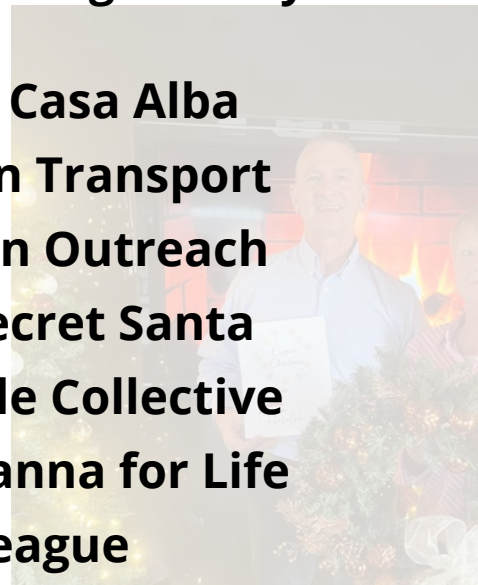 Casa Alba
n Transport
n Outreach
ecret Santa
le Collective
anna for Life
eague